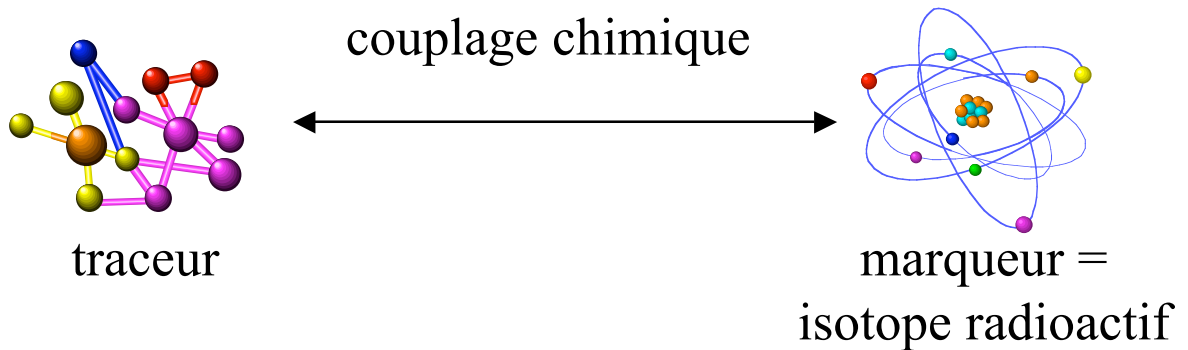 couplage chimique
traceur
marqueur =
isotope radioactif